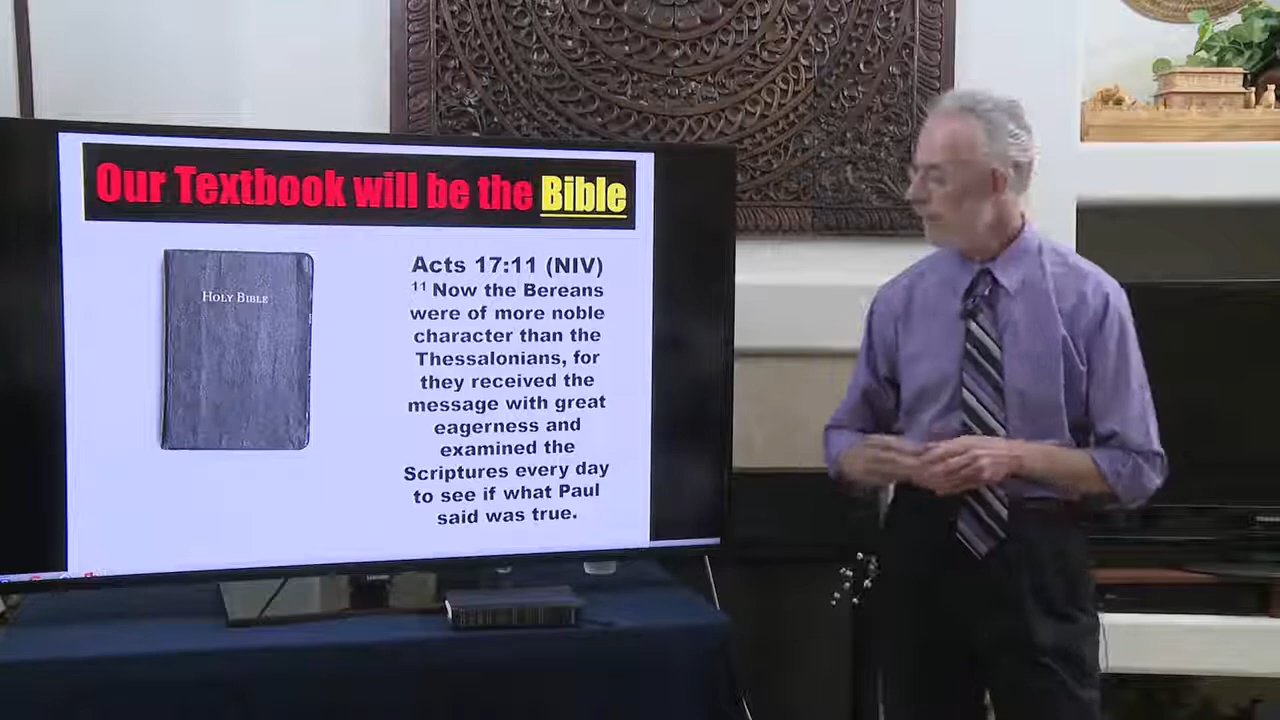 Our Textbook will be the Bible
HOLY BIBLE
Acts 17:11 (NIV)
11 Now the Bereans
were of more noble
character than the
Thessalonians, for
they received the
message with great
eagerness and
examined the
Scriptures every day
to see if what Paul
said was true.